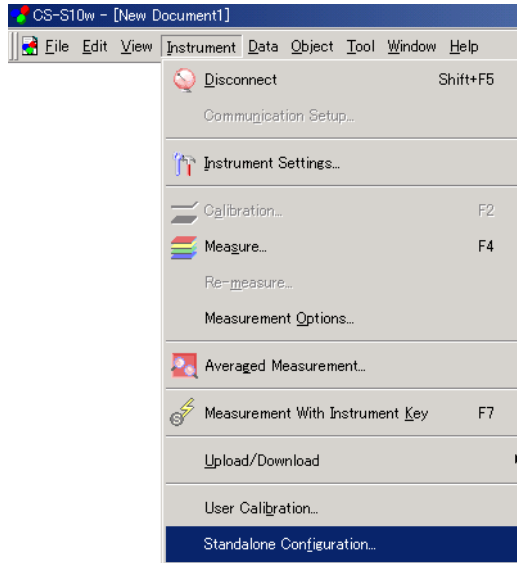 CS-S10w - [New Document1]
File Edit View Instrument Data Object Tool Window Help
Disconnect Shift+F5
Communication Setup...
Instrument Settings...
Calibration... F2
Measure... F4
Re-measure...
Measurement Options...
Averaged Measurement...
Measurement With Instrument Key F7
Upload/Download
User Calibration...
Standalone Configuration...